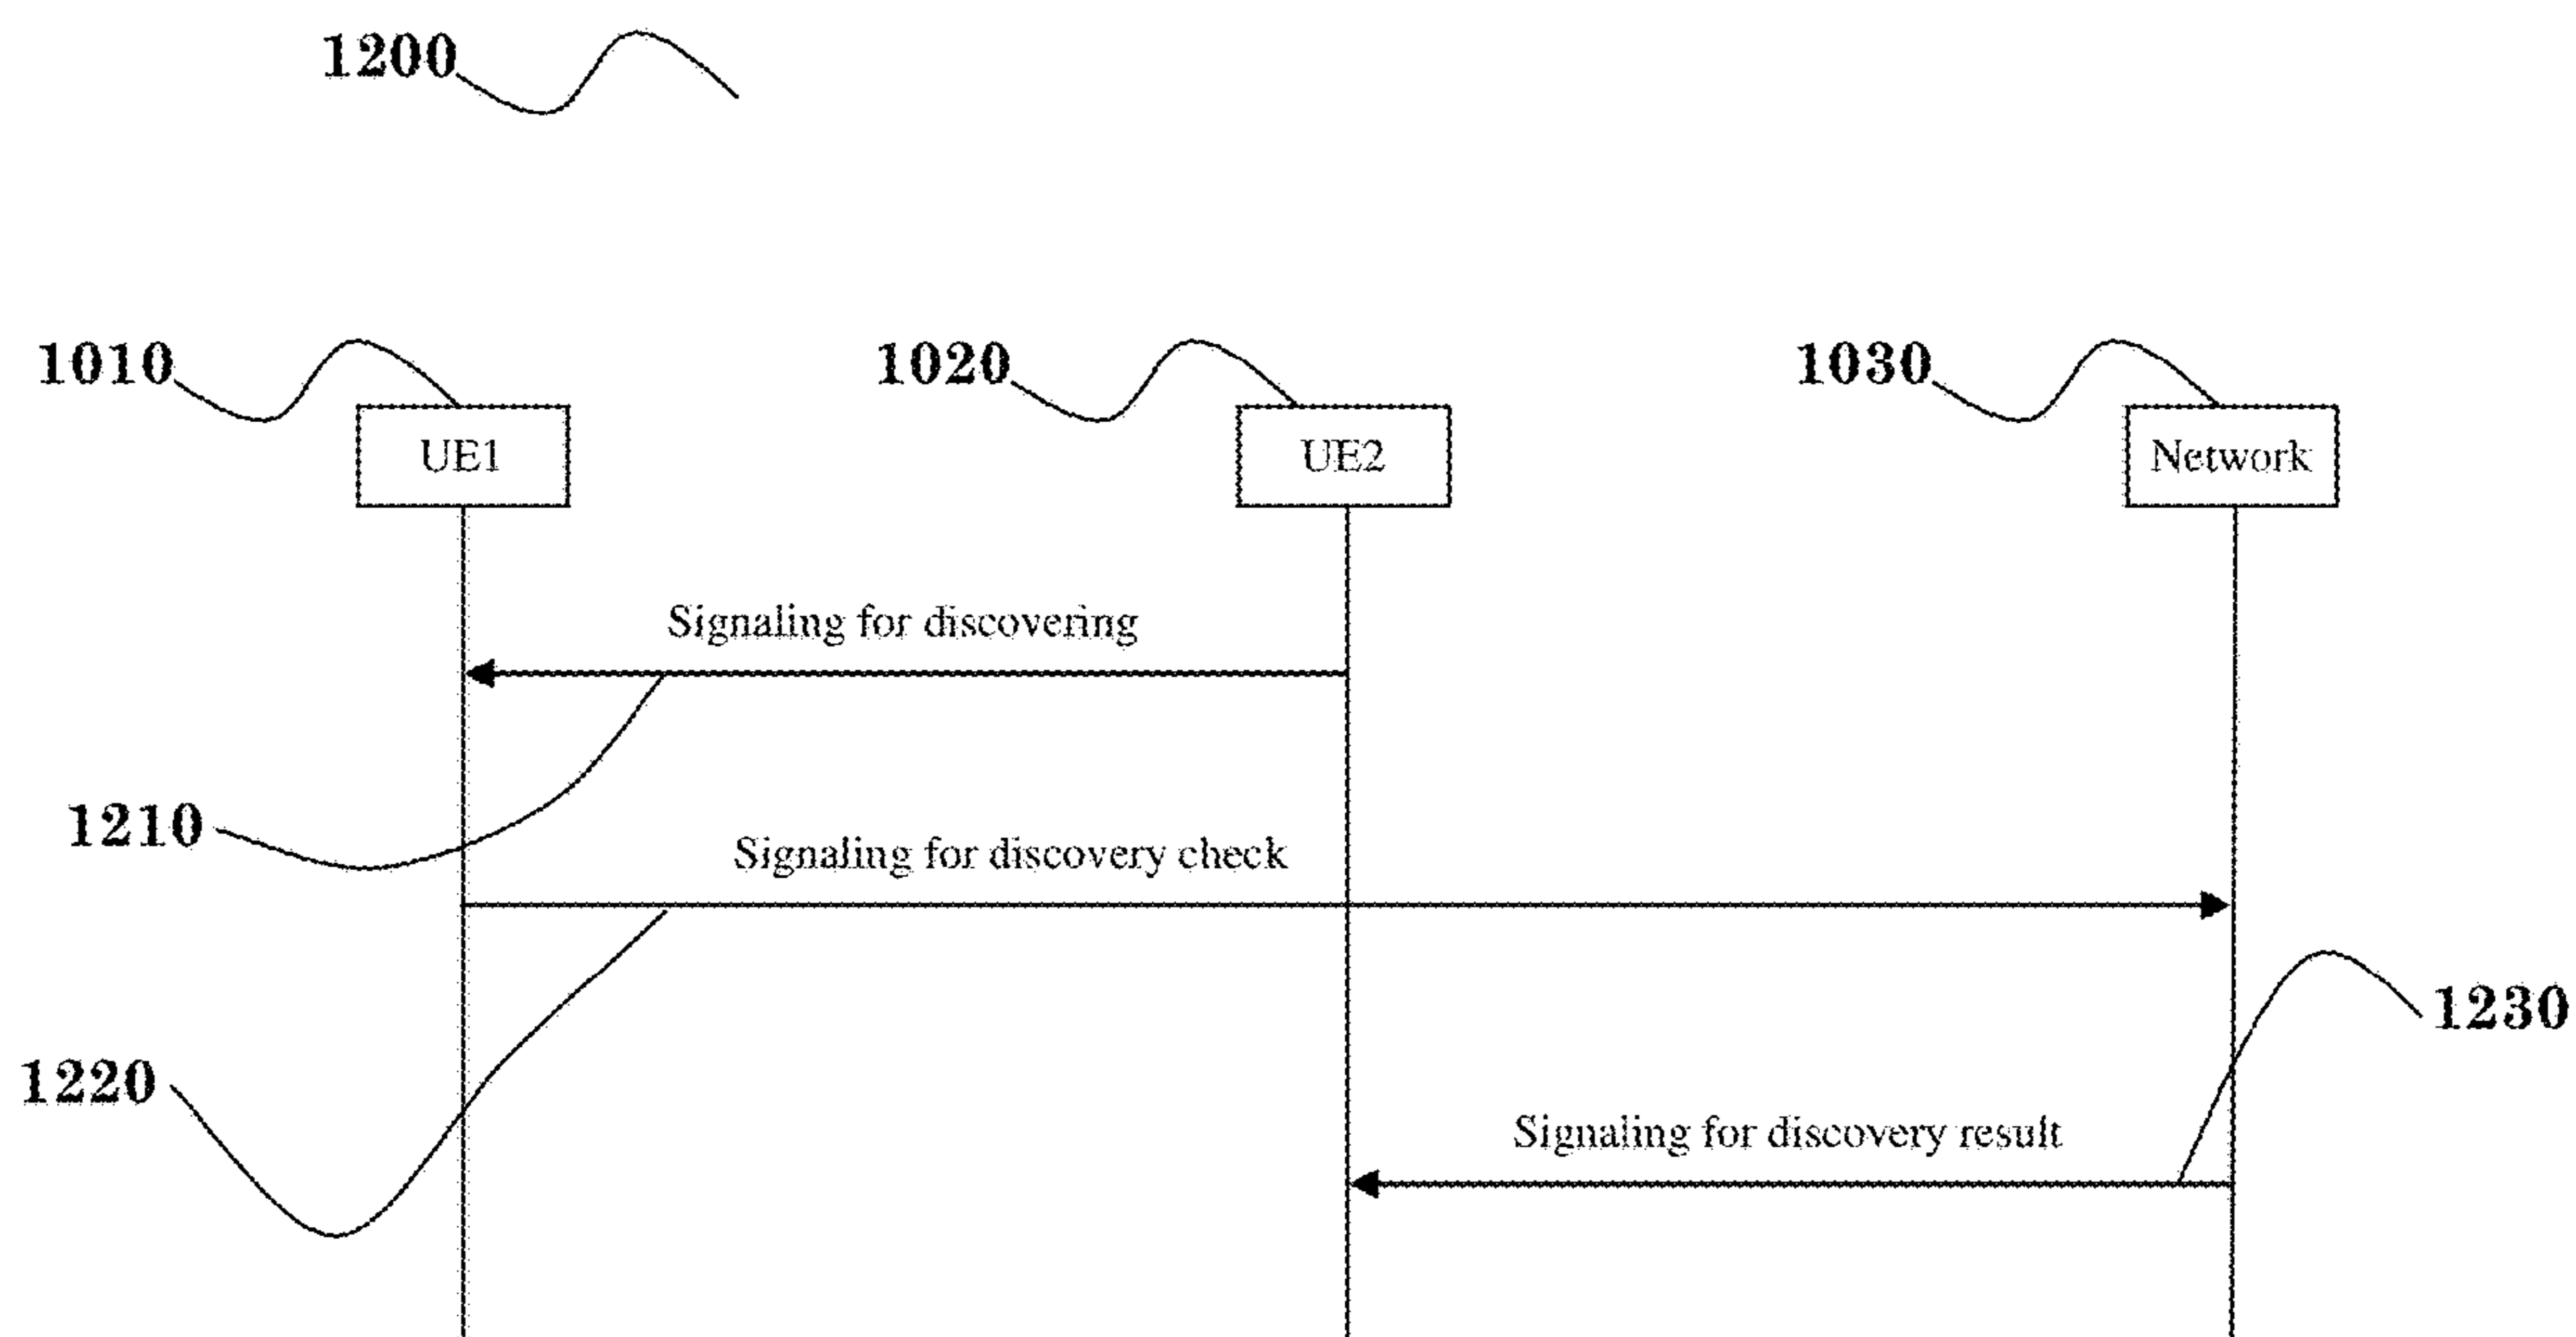 1200
1010
1020
1030
UE1
UE2
Network
Signaling for discovering
1210
Signaling for discovery check
1230
1220
Signaling for discovery result